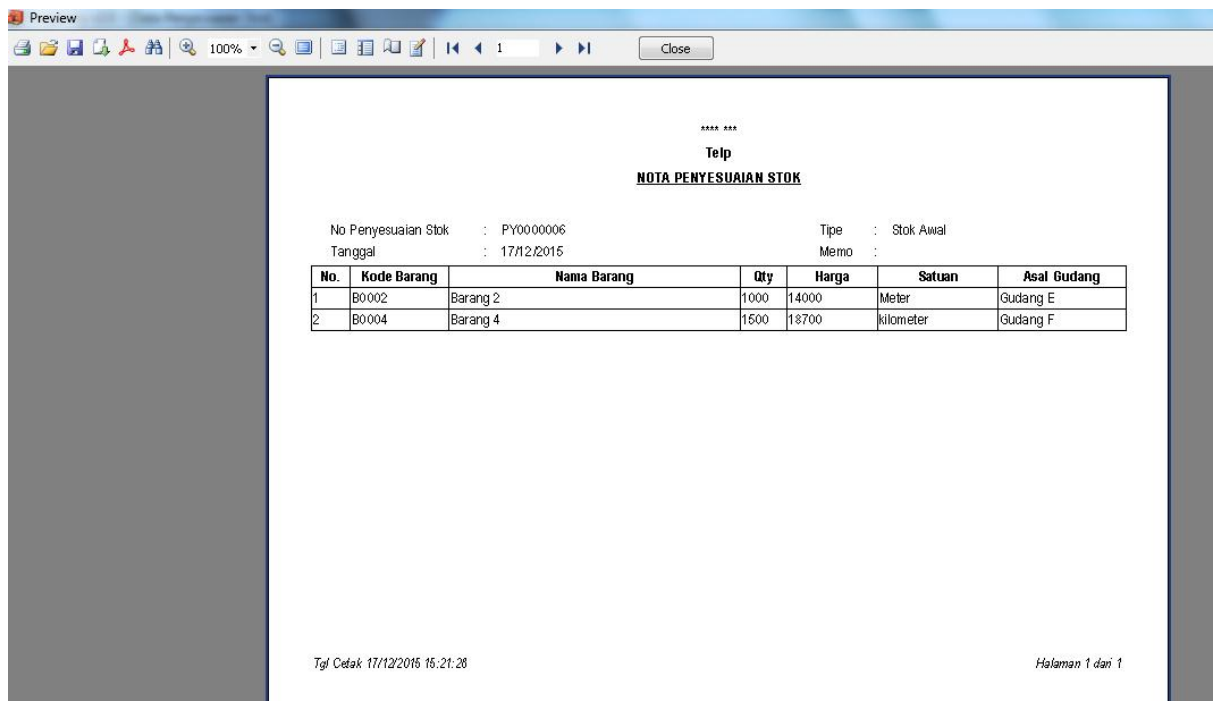 Preview
100% 1 Close
**** ***
Telp
NOTA PENYESUAIAN STOK
No Penyesuaian Stok : PY0000006 Tipe : Stok Awal
Tanggal : 17/12/2015 Memo :
No. Kode Barang Nama Barang Qty Harga Satuan Asal Gudang
1 B0002 Barang 2 1000 14000 Meter Gudang E
2 B0004 Barang 4 1500 18700 kilometer Gudang F
Tgl Cetak 17/12/2015 15:21:26 Halaman 1 dari 1